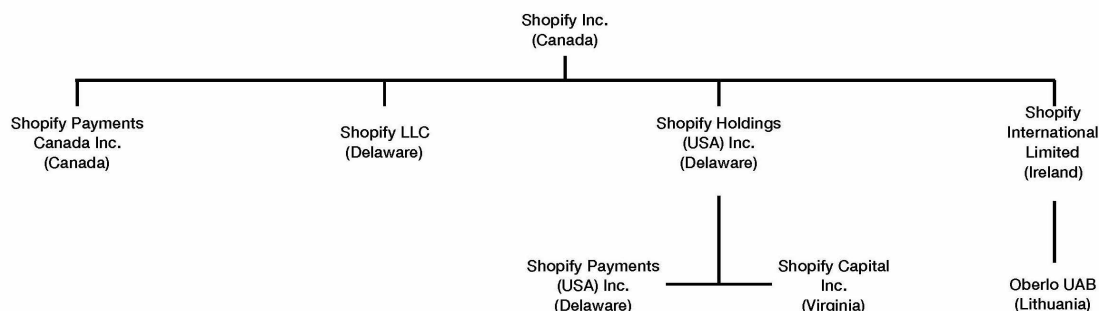 Shopify Inc.
(Canada)
Shopify Payments
Canada Inc.
(Canada)
Shopify LLC
(Delaware)
Shopify Holdings
(USA) Inc.
(Delaware)
Shopify
International
Limited
(Ireland)
Shopify Payments
(USA) Inc.
(Delaware)
Shopify Capital
Inc.
(Virginia)
Oberlo UAB
(Lithuania)